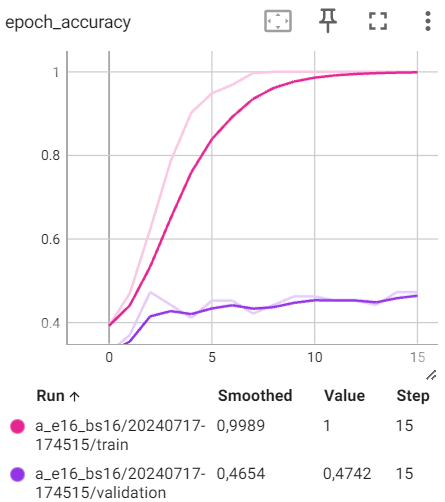 epoch_accuracy
1
0.8
0.6
0.4
0 5 10 15
Run ↑ Smoothed Value Step
a_e16_bs16/20240717- 0,9989 1 15
174515/train
a_e16_bs16/20240717- 0,4654 0,4742 15
174515/validation